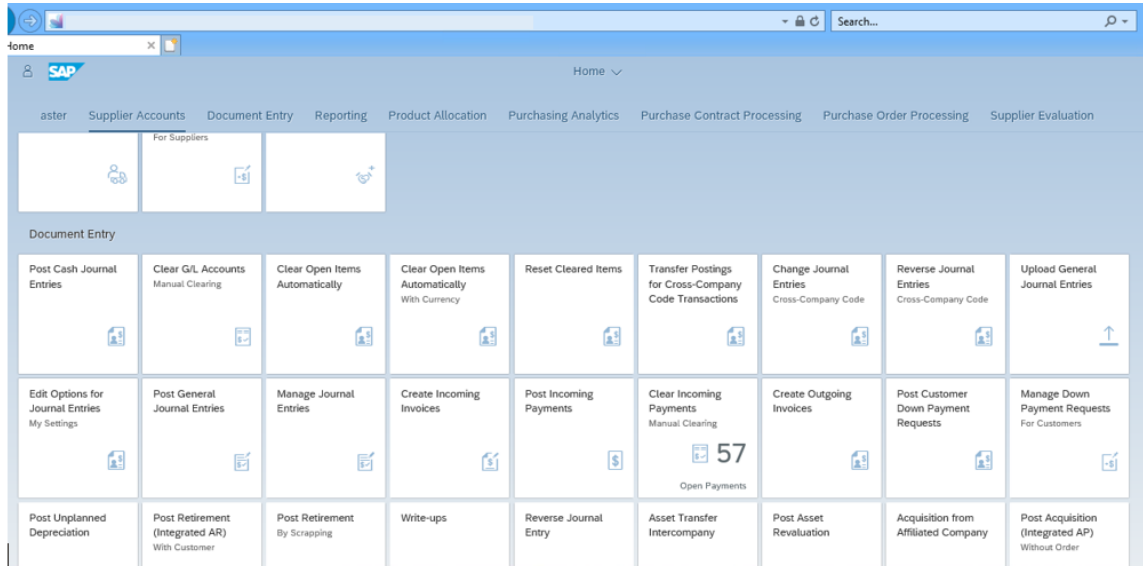 Search...
Home
SAP
Home
aster Supplier Accounts Document Entry Reporting Product Allocation Purchasing Analytics Purchase Contract Processing Purchase Order Processing Supplier Evaluation
For Suppliers
Document Entry
Post Cash Journal
Entries
Clear G/L Accounts
Manual Clearing
Clear Open Items
Automatically
Clear Open Items
Automatically
With Currency
Reset Cleared Items
Transfer Postings
for Cross-Company
Code Transactions
Change Journal
Entries
Cross-Company Code
Reverse Journal
Entries
Cross-Company Code
Upload General
Journal Entries
Edit Options for
Journal Entries
My Settings
Post General
Journal Entries
Manage Journal
Entries
Create Incoming
Invoices
Post Incoming
Payments
Clear Incoming
Payments
Manual Clearing
57
Open Payments
Create Outgoing
Invoices
Post Customer
Down Payment
Requests
Manage Down
Payment Requests
For Customers
Post Unplanned
Depreciation
Post Retirement
(Integrated AR)
With Customer
Post Retirement
By Scrapping
Write-ups
Reverse Journal
Entry
Asset Transfer
Intercompany
Post Asset
Revaluation
Acquisition from
Affiliated Company
Post Acquisition
(Integrated AP)
Without Order